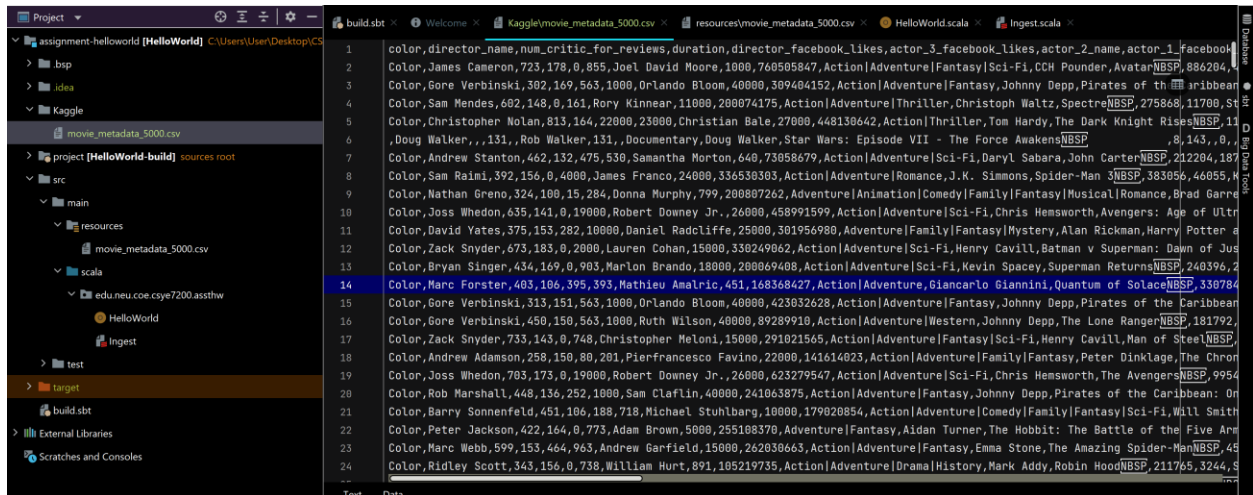 Project
assignment-helloworld [HelloWorld] C:\Users\User\Desktop\CS
.bsp
.idea
Kaggle
movie_metadata_5000.csv
project [HelloWorld-build] sources root
src
main
resources
movie_metadata_5000.csv
scala
edu.neu.coe.csye7200.assthw
HelloWorld
Ingest
test
target
build.sbt
External Libraries
Scratches and Consoles
build.sbt Welcome Kaggle\movie_metadata_5000.csv resources\movie_metadata_5000.csv HelloWorld.scala Ingest.scala
1 color,director_name,num_critic_for_reviews,duration,director_facebook_likes,actor_3_facebook_likes,actor_2_name,actor_1_facebook
2 Color,James Cameron,723,178,0,855,Joel David Moore,1000,760505847,Action|Adventure|Fantasy|Sci-Fi,CCH Pounder,AvatarNBSP,886204,
3 Color,Gore Verbinski,302,169,563,1000,Orlando Bloom,40000,309404152,Action|Adventure|Fantasy,Johnny Depp,Pirates of th aribbean
4 Color,Sam Mendes,602,148,0,161,Rory Kinnear,11000,200074175,Action|Adventure|Thriller,Christoph Waltz,SpectreNBSP,275868,11700,St
5 Color,Christopher Nolan,813,164,22000,23000,Christian Bale,27000,448130642,Action|Thriller,Tom Hardy,The Dark Knight RisesNBSP,11
6 ,Doug Walker,,,131,,Rob Walker,131,,Documentary,Doug Walker,Star Wars: Episode VII - The Force AwakensNBSP ,8,143,,0,,
7 Color,Andrew Stanton,462,132,475,530,Samantha Morton,640,73058679,Action|Adventure|Sci-Fi,Daryl Sabara,John CarterNBSP,212204,187
8 Color,Sam Raimi,392,156,0,4000,James Franco,24000,336530303,Action|Adventure|Romance,J.K. Simmons,Spider-Man 3NBSP,383056,46055,K
9 Color,Nathan Greno,324,100,15,284,Donna Murphy,799,200807262,Adventure|Animation|Comedy|Family|Fantasy|Musical|Romance,Brad Garre
10 Color,Joss Whedon,635,141,0,19000,Robert Downey Jr.,26000,458991599,Action|Adventure|Sci-Fi,Chris Hemsworth,Avengers: Age of Ultr
11 Color,David Yates,375,153,282,10000,Daniel Radcliffe,25000,301956980,Adventure|Family|Fantasy|Mystery,Alan Rickman,Harry Potter a
12 Color,Zack Snyder,673,183,0,2000,Lauren Cohan,15000,330249062,Action|Adventure|Sci-Fi,Henry Cavill,Batman v Superman: Dawn of Jus
13 Color,Bryan Singer,434,169,0,903,Marlon Brando,18000,200069408,Action|Adventure|Sci-Fi,Kevin Spacey,Superman ReturnsNBSP,240396,2
14 Color,Marc Forster,403,106,395,393,Mathieu Amalric,451,168368427,Action|Adventure,Giancarlo Giannini,Quantum of SolaceNBSP,330784
15 Color,Gore Verbinski,313,151,563,1000,Orlando Bloom,40000,423032628,Action|Adventure|Fantasy,Johnny Depp,Pirates of the Caribbean
16 Color,Gore Verbinski,450,150,563,1000,Ruth Wilson,40000,89289910,Action|Adventure|Western,Johnny Depp,The Lone RangerNBSP,181792,
17 Color,Zack Snyder,733,143,0,748,Christopher Meloni,15000,291021565,Action|Adventure|Fantasy|Sci-Fi,Henry Cavill,Man of SteelNBSP,
18 Color,Andrew Adamson,258,150,80,201,Pierfrancesco Favino,22000,141614023,Action|Adventure|Family|Fantasy,Peter Dinklage,The Chron
19 Color,Joss Whedon,703,173,0,19000,Robert Downey Jr.,26000,623279547,Action|Adventure|Sci-Fi,Chris Hemsworth,The AvengersNBSP,9954
20 Color,Rob Marshall,448,136,252,1000,Sam Claflin,40000,241063875,Action|Adventure|Fantasy,Johnny Depp,Pirates of the Caribbean: On
21 Color,Barry Sonnenfeld,451,106,188,718,Michael Stuhlbarg,10000,179020854,Action|Adventure|Comedy|Family|Fantasy|Sci-Fi,Will Smith
22 Color,Peter Jackson,422,164,0,773,Adam Brown,5000,255108370,Adventure|Fantasy,Aidan Turner,The Hobbit: The Battle of the Five Arm
23 Color,Marc Webb,599,153,464,963,Andrew Garfield,15000,262030663,Action|Adventure|Fantasy,Emma Stone,The Amazing Spider-ManNBSP,45
24 Color,Ridley Scott,343,156,0,738,William Hurt,891,105219735,Action|Adventure|Drama|History,Mark Addy,Robin HoodNBSP,211765,3244,S
Text Data
Database
sbt
Big Data Tools